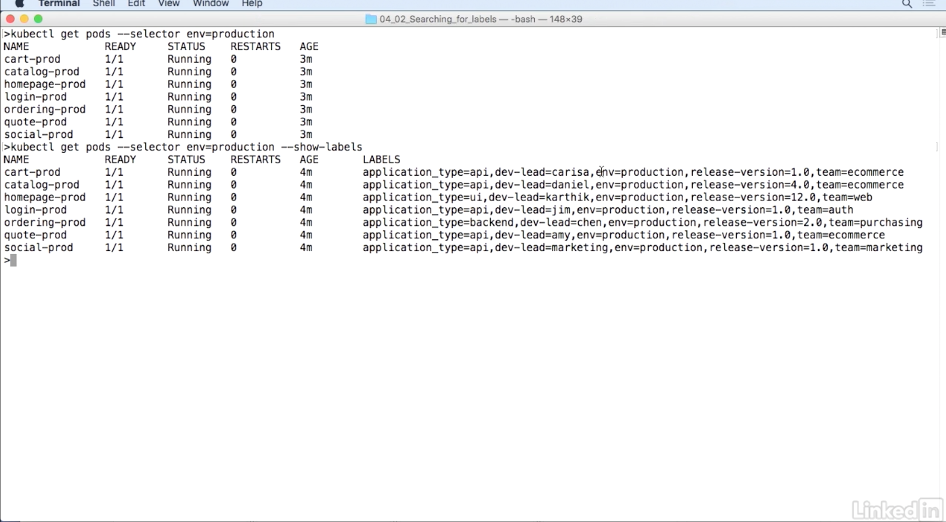 Terminal Shell Edit View Window Help
04_02_Searching_for_labels — -bash — 148×39
>kubectl get pods --selector env=production
NAME READY STATUS RESTARTS AGE
cart-prod 1/1 Running 0 3m
catalog-prod 1/1 Running 0 3m
homepage-prod 1/1 Running 0 3m
login-prod 1/1 Running 0 3m
ordering-prod 1/1 Running 0 3m
quote-prod 1/1 Running 0 3m
social-prod 1/1 Running 0 3m
>kubectl get pods --selector env=production --show-labels
NAME READY STATUS RESTARTS AGE LABELS
cart-prod 1/1 Running 0 4m application_type=api,dev-lead=carisa,env=production,release-version=1.0,team=ecommerce
catalog-prod 1/1 Running 0 4m application_type=api,dev-lead=daniel,env=production,release-version=4.0,team=ecommerce
homepage-prod 1/1 Running 0 4m application_type=ui,dev-lead=karthik,env=production,release-version=12.0,team=web
login-prod 1/1 Running 0 4m application_type=api,dev-lead=jim,env=production,release-version=1.0,team=auth
ordering-prod 1/1 Running 0 4m application_type=backend,dev-lead=chen,env=production,release-version=2.0,team=purchasing
quote-prod 1/1 Running 0 4m application_type=api,dev-lead=amy,env=production,release-version=1.0,team=ecommerce
social-prod 1/1 Running 0 4m application_type=api,dev-lead=marketing,env=production,release-version=1.0,team=marketing
>
Linked in